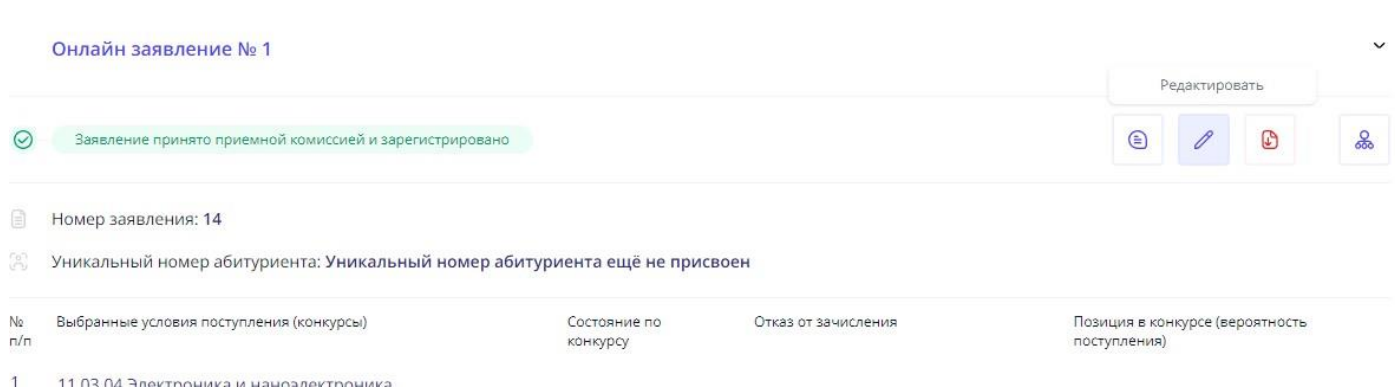 Онлайн заявление № 1
Редактировать
Заявление принято приемной комиссией и зарегистрировано
Номер заявления: 14
Уникальный номер абитуриента: Уникальный номер абитуриента ещё не присвоен
№ п/п
Выбранные условия поступления (конкурсы)
Состояние по
конкурсу
Отказ от зачисления
Позиция в конкурсе (вероятность
поступления)
1 11.03.04 Электроника и наноэлектроника